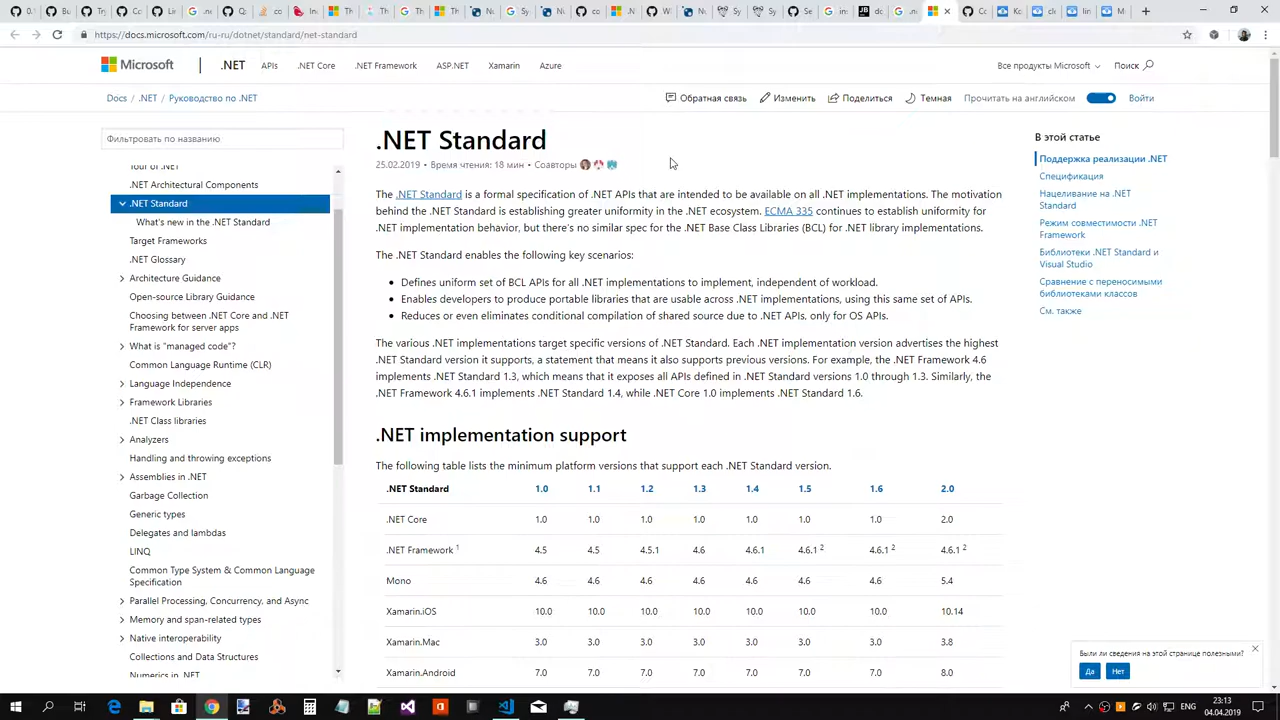 https://docs.microsoft.com/ru-ru/dotnet/standard/net-standard
Microsoft
.NET
APIs
.NET Core
.NET Framework
ASP.NET
Xamarin
Azure
Все продукты Microsoft
Поиск
Docs / .NET / Руководство по .NET
Обратная связь
Изменить
Поделиться
Темная
Прочитать на английском
Войти
Фильтровать по названию
Tour of .NET
.NET Architectural Components
.NET Standard
What's new in the .NET Standard
Target Frameworks
.NET Glossary
Architecture Guidance
Open-source Library Guidance
Choosing between .NET Core and .NET
Framework for server apps
What is "managed code"?
Common Language Runtime (CLR)
Language Independence
Framework Libraries
.NET Class libraries
Analyzers
Handling and throwing exceptions
Assemblies in .NET
Garbage Collection
Generic types
Delegates and lambdas
LINQ
Common Type System & Common Language
Specification
Parallel Processing, Concurrency, and Async
Memory and span-related types
Native interoperability
Collections and Data Structures
Numerics in .NET
.NET Standard
25.02.2019 • Время чтения: 18 мин • Соавторы
The .NET Standard is a formal specification of .NET APIs that are intended to be available on all .NET implementations. The motivation
behind the .NET Standard is establishing greater uniformity in the .NET ecosystem. ECMA 335 continues to establish uniformity for
.NET implementation behavior, but there's no similar spec for the .NET Base Class Libraries (BCL) for .NET library implementations.
The .NET Standard enables the following key scenarios:
• Defines uniform set of BCL APIs for all .NET implementations to implement, independent of workload.
• Enables developers to produce portable libraries that are usable across .NET implementations, using this same set of APIs.
• Reduces or even eliminates conditional compilation of shared source due to .NET APIs, only for OS APIs.
The various .NET implementations target specific versions of .NET Standard. Each .NET implementation version advertises the highest
.NET Standard version it supports, a statement that means it also supports previous versions. For example, the .NET Framework 4.6
implements .NET Standard 1.3, which means that it exposes all APIs defined in .NET Standard versions 1.0 through 1.3. Similarly, the
.NET Framework 4.6.1 implements .NET Standard 1.4, while .NET Core 1.0 implements .NET Standard 1.6.
.NET implementation support
The following table lists the minimum platform versions that support each .NET Standard version.
.NET Standard 1.0 1.1 1.2 1.3 1.4 1.5 1.6 2.0
.NET Core 1.0 1.0 1.0 1.0 1.0 1.0 1.0 2.0
.NET Framework 1 4.5 4.5 4.5.1 4.6 4.6.1 4.6.1 2 4.6.1 2 4.6.1 2
Mono 4.6 4.6 4.6 4.6 4.6 4.6 4.6 5.4
Xamarin.iOS 10.0 10.0 10.0 10.0 10.0 10.0 10.0 10.14
Xamarin.Mac 3.0 3.0 3.0 3.0 3.0 3.0 3.0 3.8
Xamarin.Android 7.0 7.0 7.0 7.0 7.0 7.0 7.0 8.0
В этой статье
Поддержка реализации .NET
Спецификация
Нацеливание на .NET
Standard
Режим совместимости .NET
Framework
Библиотеки .NET Standard и
Visual Studio
Сравнение с переносимыми
библиотеками классов
См. также
Были ли сведения на этой странице полезными?
Да
Нет
ENG
23:13
04.04.2019